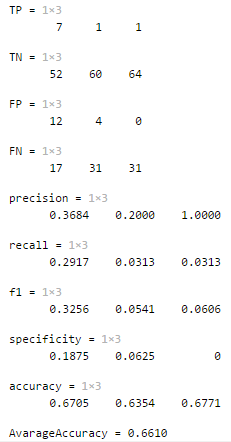 TP = 1×3
7 1 1
TN = 1×3
52 60 64
FP = 1×3
12 4 0
FN = 1×3
17 31 31
precision = 1×3
0.3684 0.2000 1.0000
recall = 1×3
0.2917 0.0313 0.0313
f1 = 1×3
0.3256 0.0541 0.0606
specificity = 1×3
0.1875 0.0625 0
accuracy = 1×3
0.6705 0.6354 0.6771
AvarageAccuracy = 0.6610